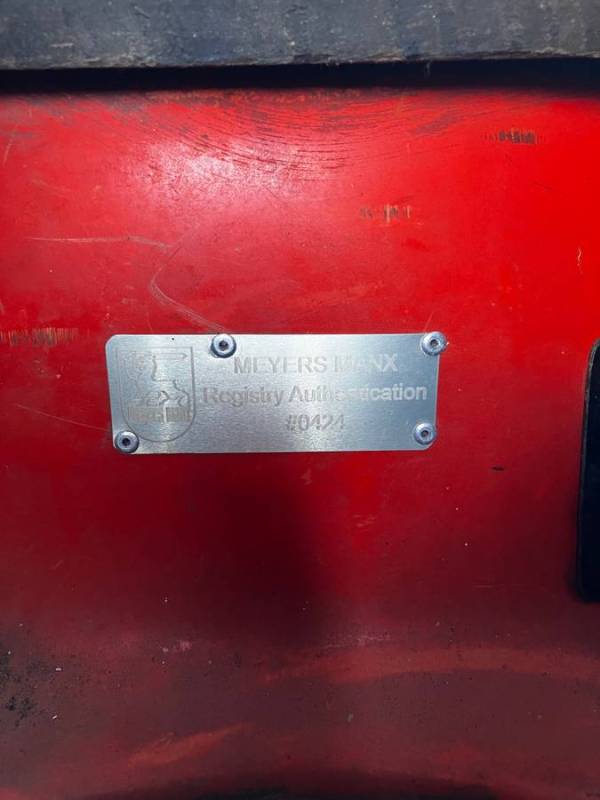 MEYERS MANX
Registry Authentication
#0424